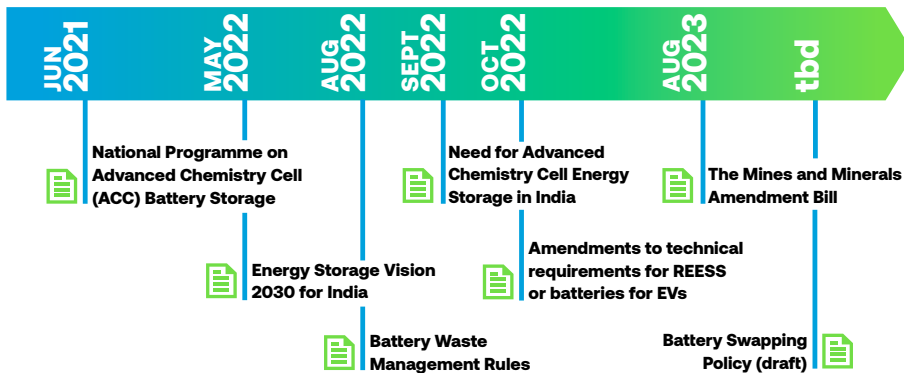 JUN
2021
MAY
2022
AUG
2022
SEPT
2022
OCT
2022
AUG
2023
tbd
National Programme on
Advanced Chemistry Cell
(ACC) Battery Storage
Need for Advanced
Chemistry Cell Energy
Storage in India
The Mines and Minerals
Amendment Bill
Energy Storage Vision
2030 for India
Amendments to technical
requirements for REESS
or batteries for EVs
Battery Waste
Management Rules
Battery Swapping
Policy (draft)